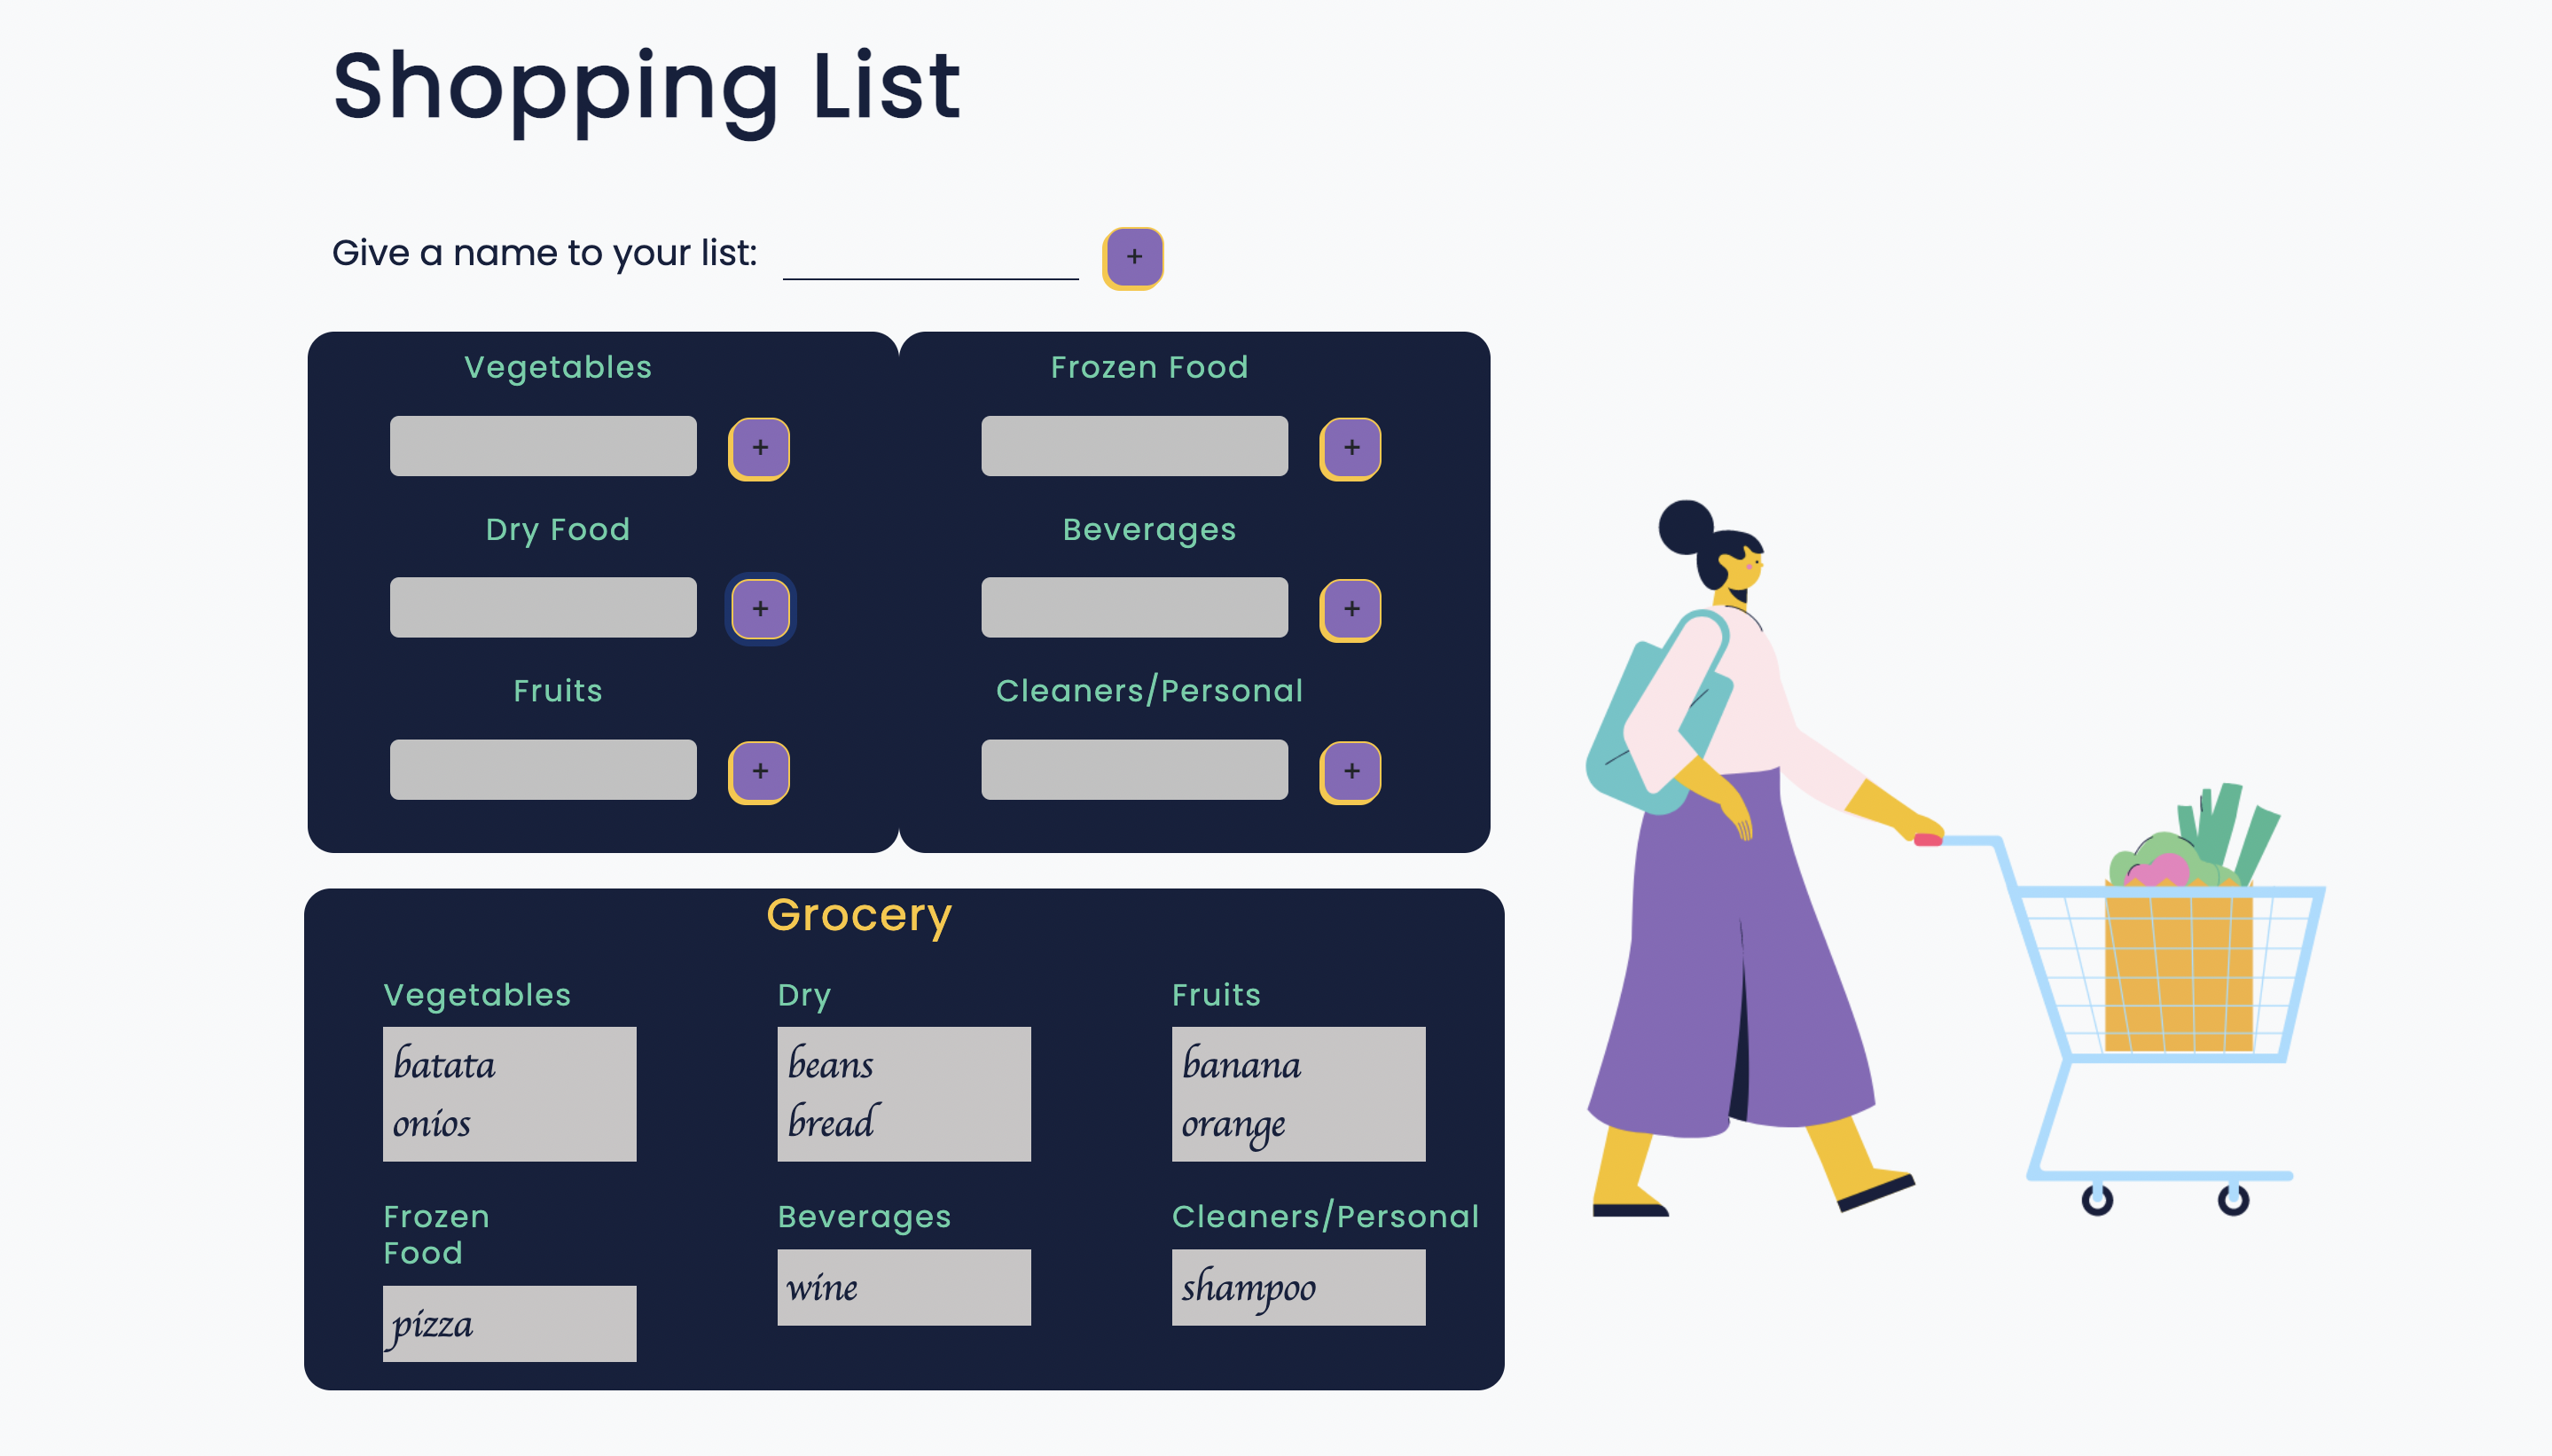 Shopping List
Give a name to your list:
+
Vegetables
+
Dry Food
+
Fruits
+
Frozen Food
+
Beverages
+
Cleaners/Personal
+
Grocery
Vegetables
batata
onios
Dry
beans
bread
Fruits
banana
orange
Frozen
Food
pizza
Beverages
wine
Cleaners/Personal
shampoo